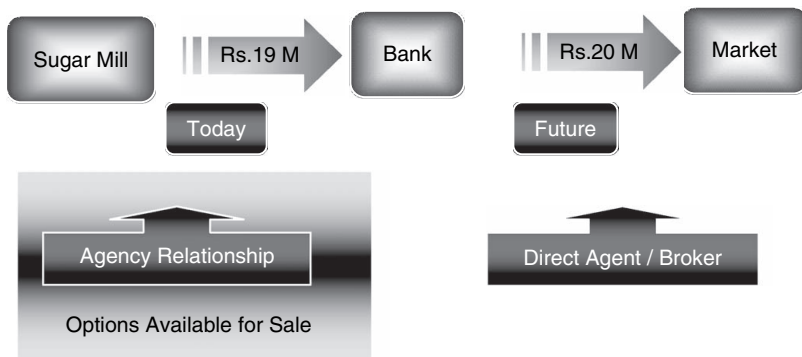 Sugar Mill
Rs.19 M
Bank
Rs.20 M
Market
Today
Future
Agency Relationship
Direct Agent / Broker
Options Available for Sale